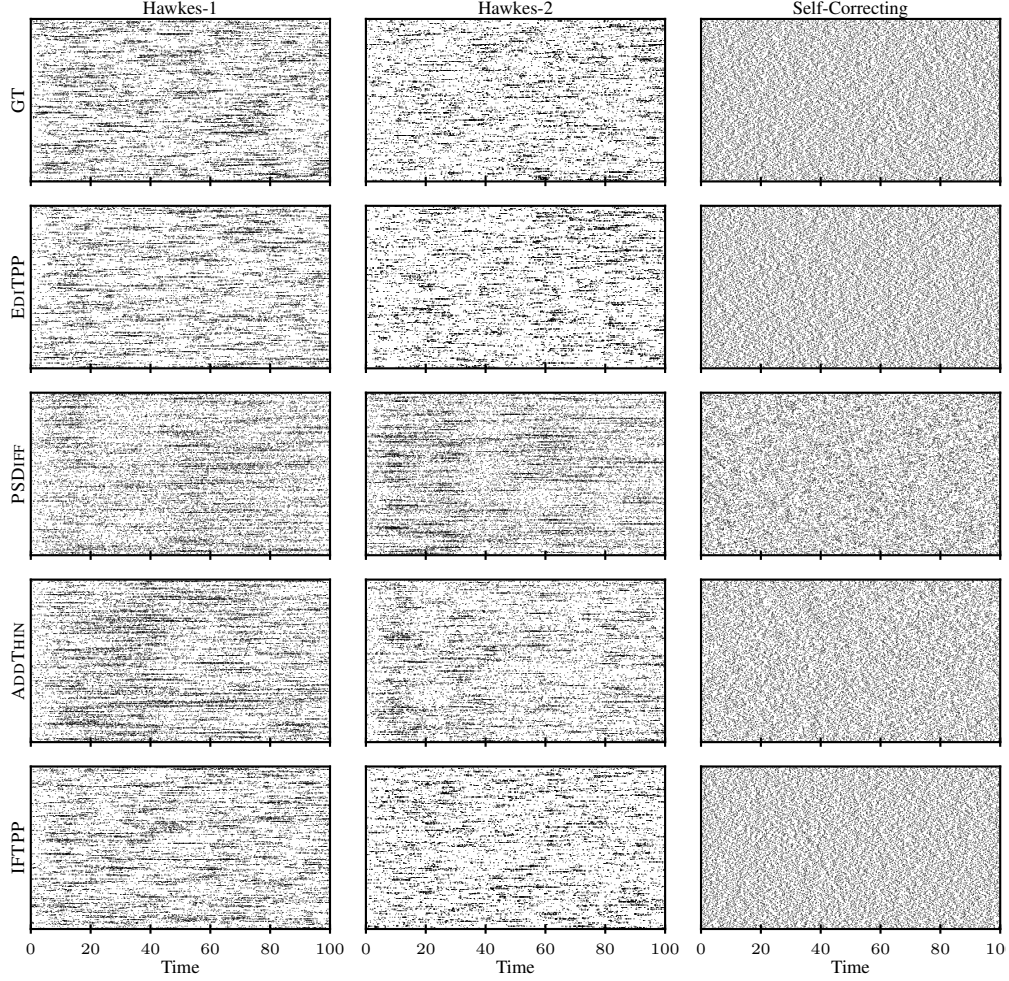 Hawkes-1 Hawkes-2 Self-Correcting
GT
EDITPP
PSDIFF
ADDTHIN
IFTPP
0 20 40 60 80 100 0 20 40 60 80 100 0 20 40 60 80 10
Time Time Time